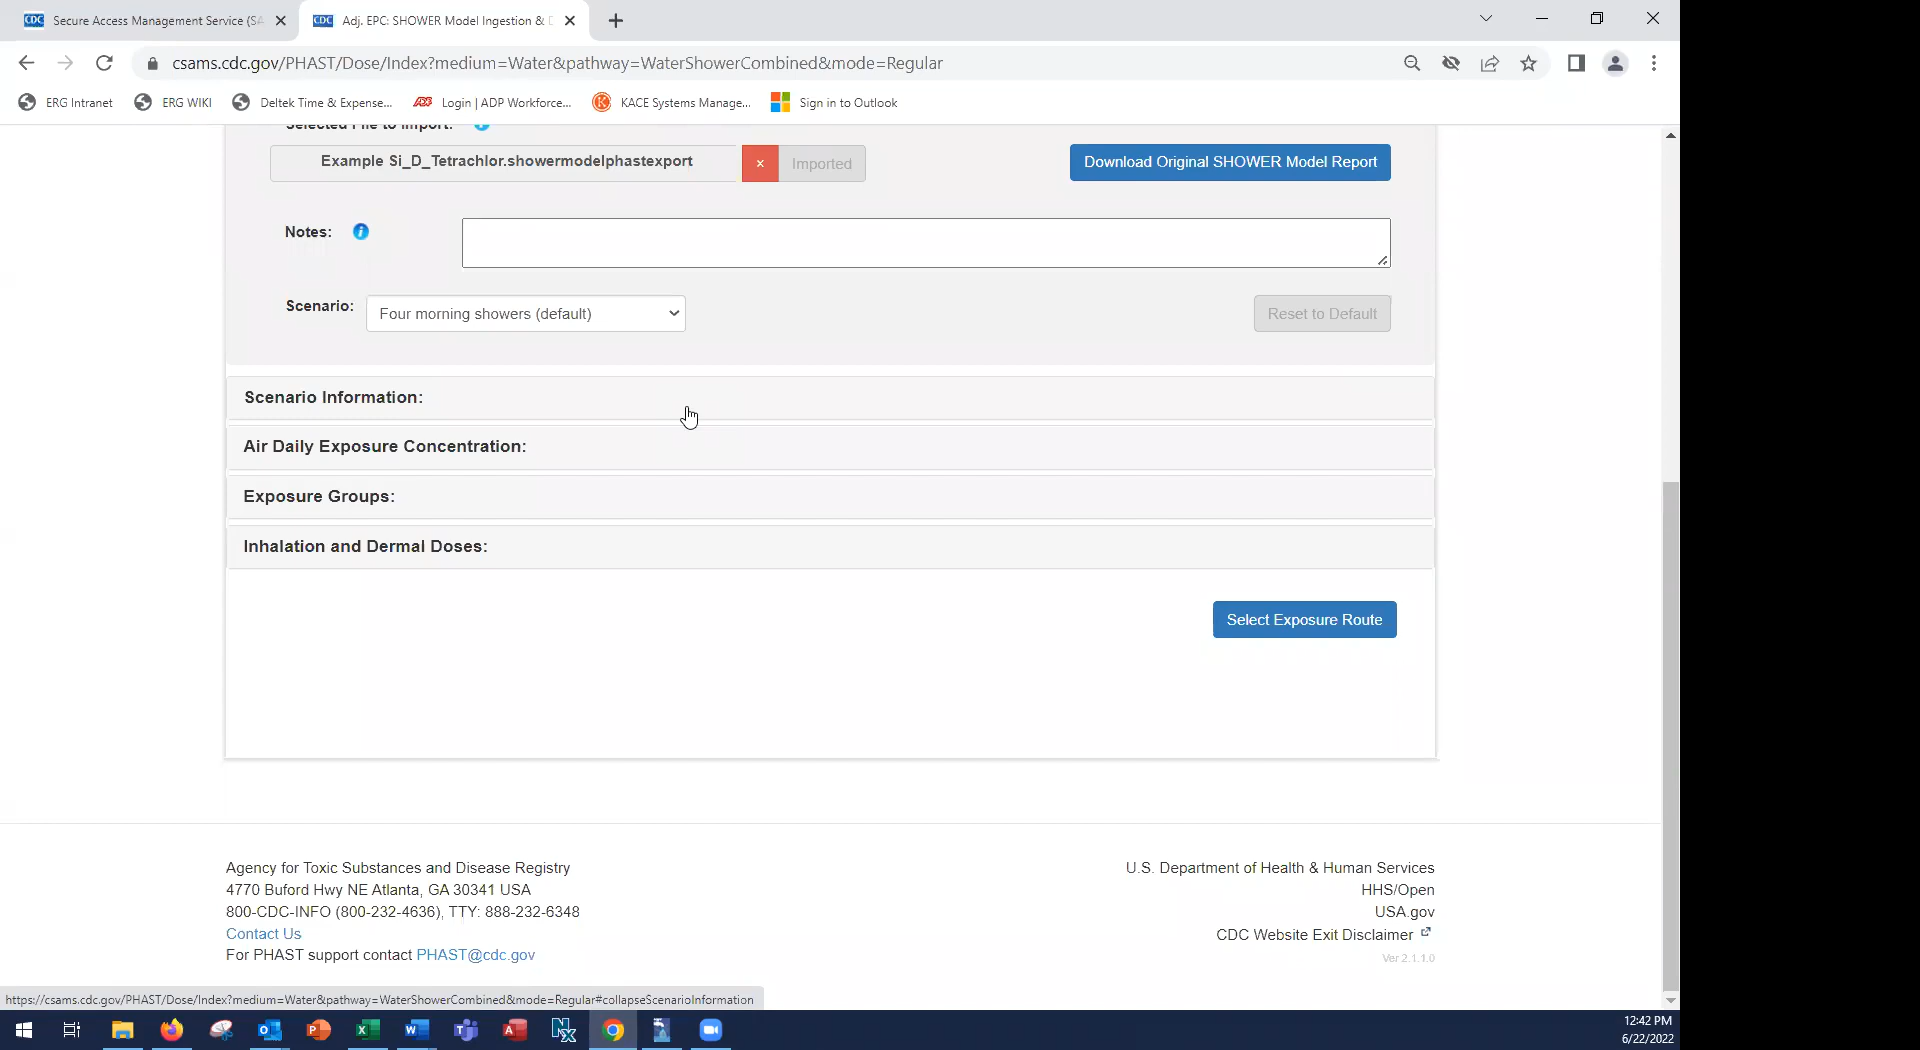 Secure Access Management Service (SA
Adj. EPC: SHOWER Model Ingestion &
csams.cdc.gov/PHAST/Dose/Index?medium=Water&pathway=WaterShowerCombined&mode=Regular
ERG Intranet
ERG WIKI
Deltek Time & Expense...
Login | ADP Workforce...
KACE Systems Manage...
Sign in to Outlook
Selected File to Import:
Example Si_D_Tetrachlor.showermodelphastexport
×
Imported
Download Original SHOWER Model Report
Notes:
Scenario:
Four morning showers (default)
Reset to Default
Scenario Information:
Air Daily Exposure Concentration:
Exposure Groups:
Inhalation and Dermal Doses:
Select Exposure Route
Agency for Toxic Substances and Disease Registry
4770 Buford Hwy NE Atlanta, GA 30341 USA
800-CDC-INFO (800-232-4636), TTY: 888-232-6348
Contact Us
For PHAST support contact PHAST@cdc.gov
U.S. Department of Health & Human Services
HHS/Open
USA.gov
CDC Website Exit Disclaimer
Ver 2.1.1.0
https://csams.cdc.gov/PHAST/Dose/Index?medium=Water&pathway=WaterShowerCombined&mode=Regular#collapseScenarioInformation
12:42 PM
6/22/2022